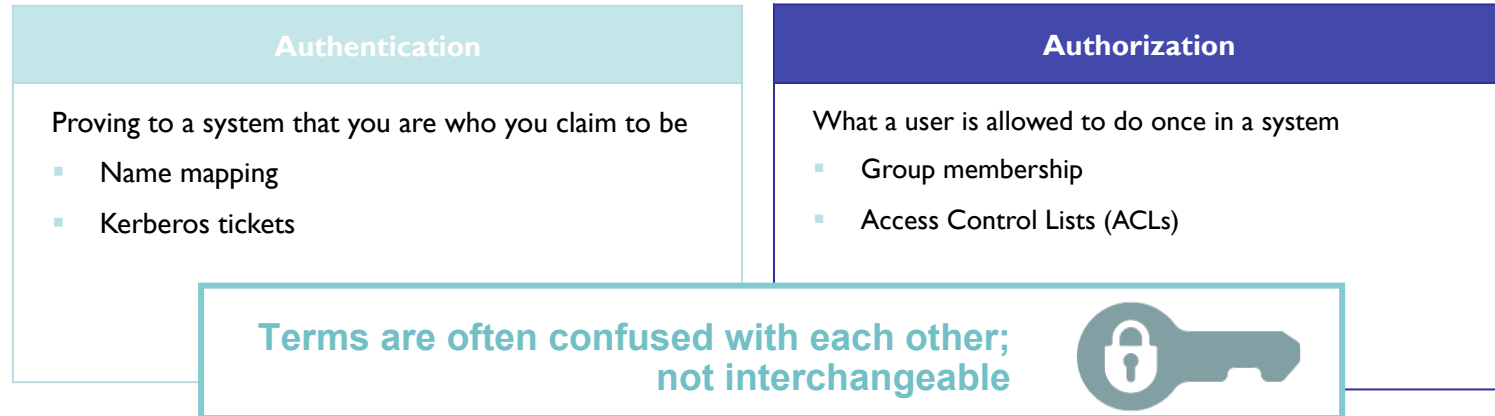 Authentication
Proving to a system that you are who you claim to be
Name mapping
Kerberos tickets
Authorization
What a user is allowed to do once in a system
Group membership
Access Control Lists (ACLs)
Terms are often confused with each other;
not interchangeable